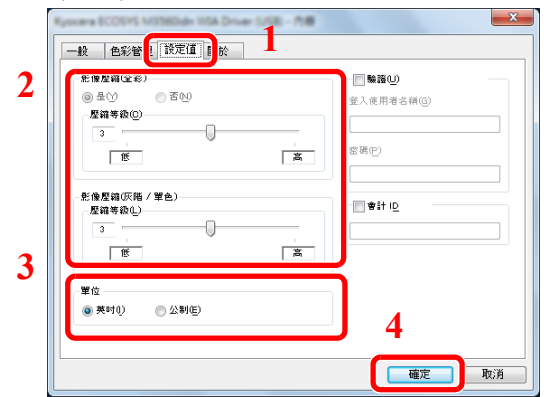 Kyocera ECOSYS M3560idn WIA Driver (USB) - 內容
一般 色彩管理 設定值 關於
1
2
影像壓縮(全彩)
是(Y) 否(N)
壓縮等級(C)
3
低 高
影像壓縮(灰階 / 單色)
壓縮等級(L)
3
低 高
驗證(U)
登入使用者名稱(G)
密碼(P)
會計 ID
3
單位
英吋(I) 公制(E)
4
確定 取消